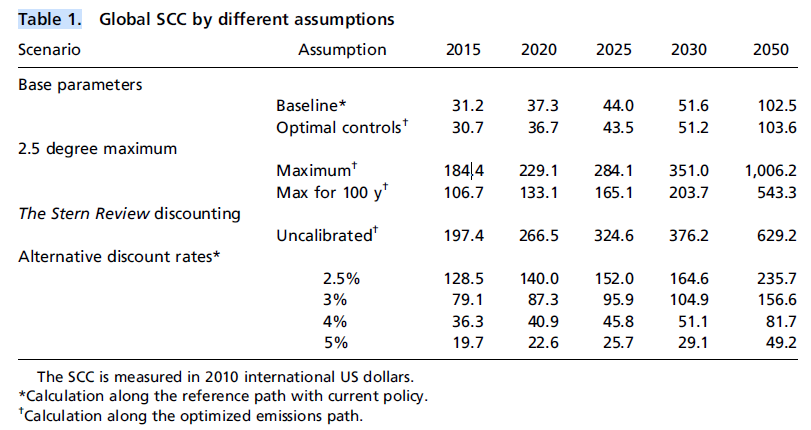 Table 1. Global SCC by different assumptions
Scenario Assumption 2015 2020 2025 2030 2050
Base parameters
Baseline* 31.2 37.3 44.0 51.6 102.5
Optimal controls† 30.7 36.7 43.5 51.2 103.6
2.5 degree maximum
Maximum† 184.4 229.1 284.1 351.0 1,006.2
Max for 100 y† 106.7 133.1 165.1 203.7 543.3
The Stern Review discounting
Uncalibrated† 197.4 266.5 324.6 376.2 629.2
Alternative discount rates*
2.5% 128.5 140.0 152.0 164.6 235.7
3% 79.1 87.3 95.9 104.9 156.6
4% 36.3 40.9 45.8 51.1 81.7
5% 19.7 22.6 25.7 29.1 49.2
The SCC is measured in 2010 international US dollars.
*Calculation along the reference path with current policy.
†Calculation along the optimized emissions path.